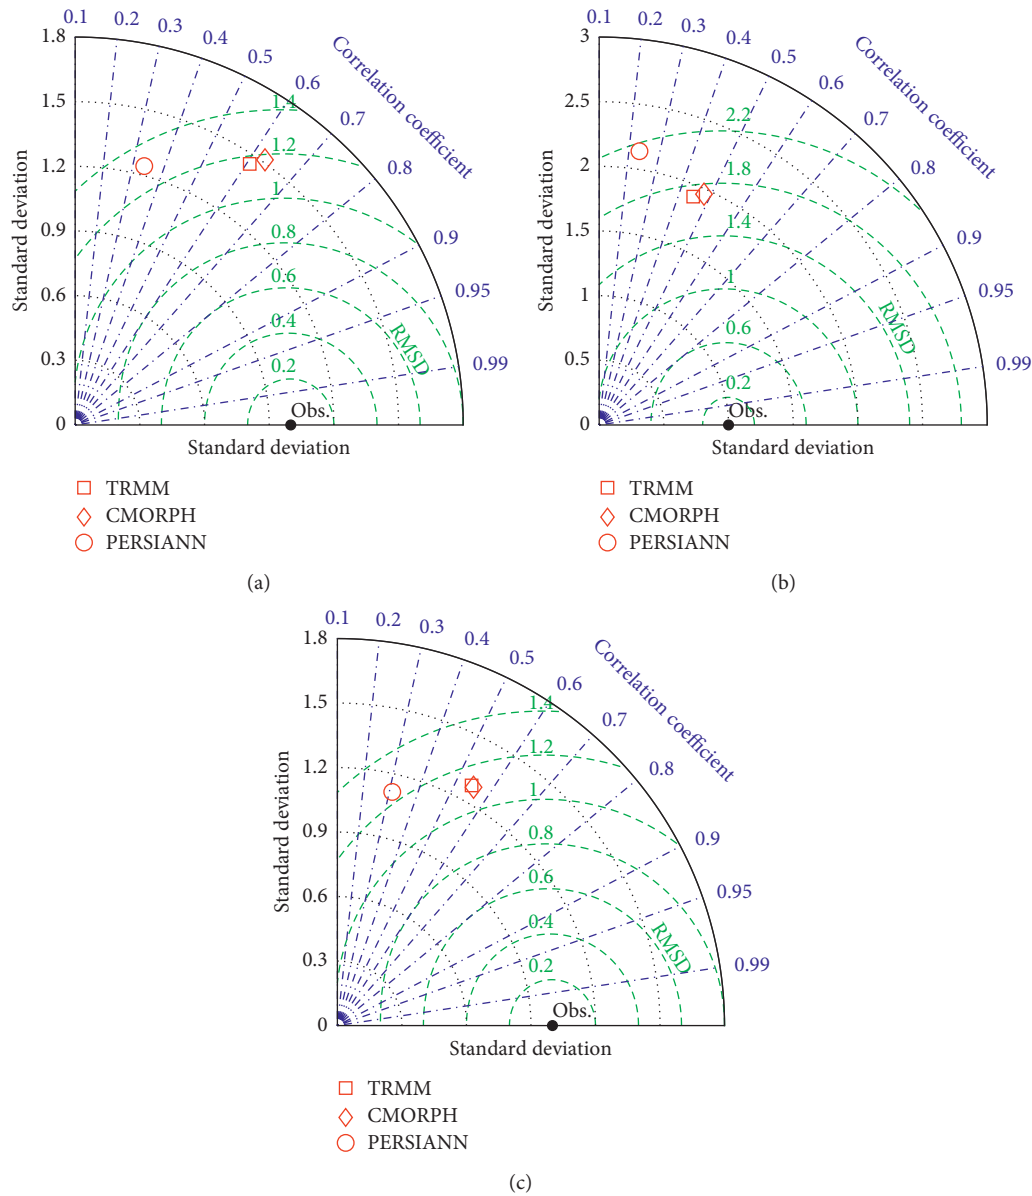 0.1
0.2
0.3
0.4
0.5
0.6
0.7
0.8
0.9
0.95
0.99
Correlation coefficient
1.8
1.5
1.2
0.9
0.6
0.3
0
Standard deviation
1.4
1.2
1
0.8
0.6
0.4
0.2
RMSD
Obs.
Standard deviation
TRMM
CMORPH
PERSIANN
(a)
0.1
0.2
0.3
0.4
0.5
0.6
0.7
0.8
0.9
0.95
0.99
Correlation coefficient
3
2.5
2
1.5
1
0.5
0
Standard deviation
2.2
1.8
1.4
1
0.6
0.2
RMSD
Obs.
Standard deviation
TRMM
CMORPH
PERSIANN
(b)
0.1
0.2
0.3
0.4
0.5
0.6
0.7
0.8
0.9
0.95
0.99
Correlation coefficient
1.8
1.5
1.2
0.9
0.6
0.3
0
Standard deviation
1.4
1.2
1
0.8
0.6
0.4
0.2
RMSD
Obs.
Standard deviation
TRMM
CMORPH
PERSIANN
(c)